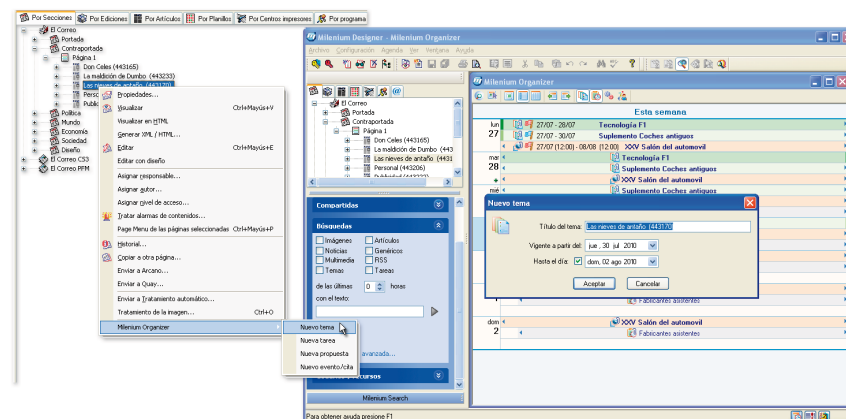 Por Secciones Por Ediciones Por Artículos Por Planillos Por Centros impresores Por programa
El Correo
Portada
Contraportada
Página 1
Don Celes (443165)
La maldición de Dumbo (443233)
Las nieves de antaño (443170)
Perso
Public
Política
Mundo
Economía
Sociedad
Diseño
El Correo CS3
El Correo PFM
Propiedades...
Visualizar Ctrl+Mayús+V
Visualizar en HTML
Generar XML / HTML...
Editar Ctrl+Mayús+E
Editar con diseño
Asignar responsable...
Asignar autor...
Asignar nivel de acceso...
Tratar alarmas de contenidos...
Page Menu de las páginas seleccionadas Ctrl+Mayús+P
Historial...
Copiar a otra página...
Enviar a Arcano...
Enviar a Quay...
Enviar a Tratamiento automático...
Tratamiento de la imagen... Ctrl+O
Milenium Organizer
Nuevo tema
Nueva tarea
Nueva propuesta
Nuevo evento/cita
Milenium Designer - Milenium Organizer
Archivo Configuración Agenda Ver Ventana Ayuda
El Correo
Portada
Contraportada
Página 1
Don Celes (443165)
La maldición de Dumbo (443
Las nieves de antaño (4431
Personal (443206)
Publicidad (443222)
Compartidas
Búsquedas
Imágenes Artículos
Noticias Genéricos
Multimedia RSS
Temas Tareas
de las últimas 0 horas
con el texto:
avanzada...
Milenium Search
Para obtener ayuda presione F1
Milenium Organizer
Esta semana
lun
27
27/07 - 28/07 Tecnología F1
27/07 - 30/07 Suplemento Coches antiguos
27/07 (12:00) - 08/08 (12:00) XXV Salón del automovil
mar
28
Tecnología F1
Suplemento Coches antiguos
XXV Salón del automovil
mié
Suplemento Coches antiguos
Nuevo tema
Título del tema: Las nieves de antaño (443170)
Vigente a partir del: jue , 30 jul 2010
Hasta el día: dom, 02 ago 2010
Aceptar Cancelar
1
Fabricantes asistentes
dom
2
XXV Salón del automovil
Fabricantes asistentes